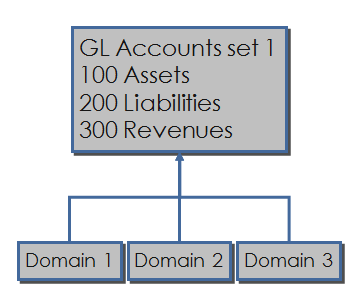 GL Accounts set 1
100 Assets
200 Liabilities
300 Revenues
Domain 1
Domain 2
Domain 3